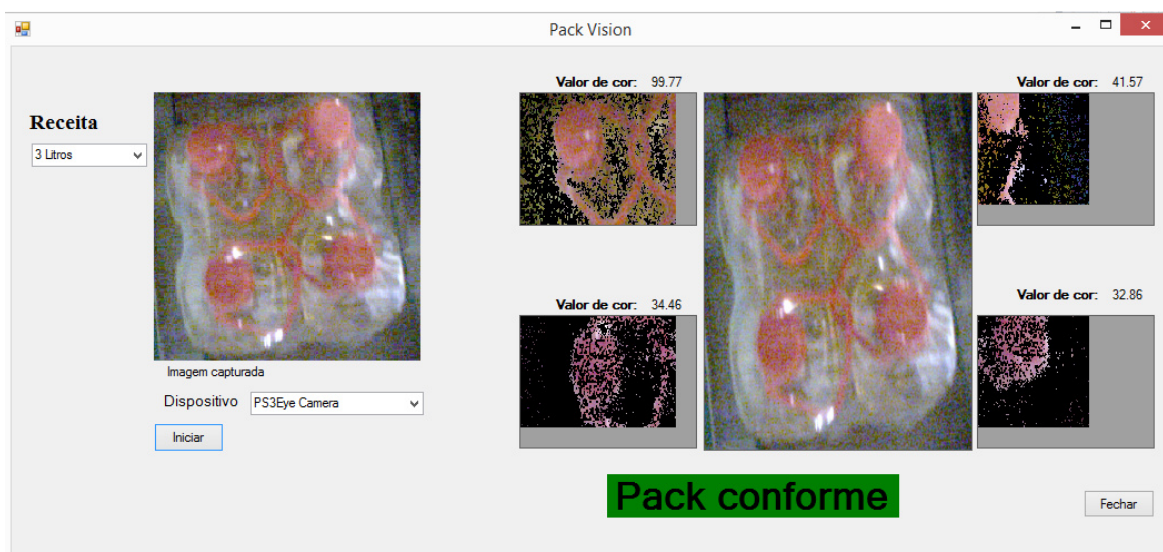 Pack Vision
Receita
3 Litros
Imagem capturada
Dispositivo PS3Eye Camera
Iniciar
Valor de cor: 99.77
Valor de cor: 41.57
Valor de cor: 34.46
Valor de cor: 32.86
Pack conforme
Fechar